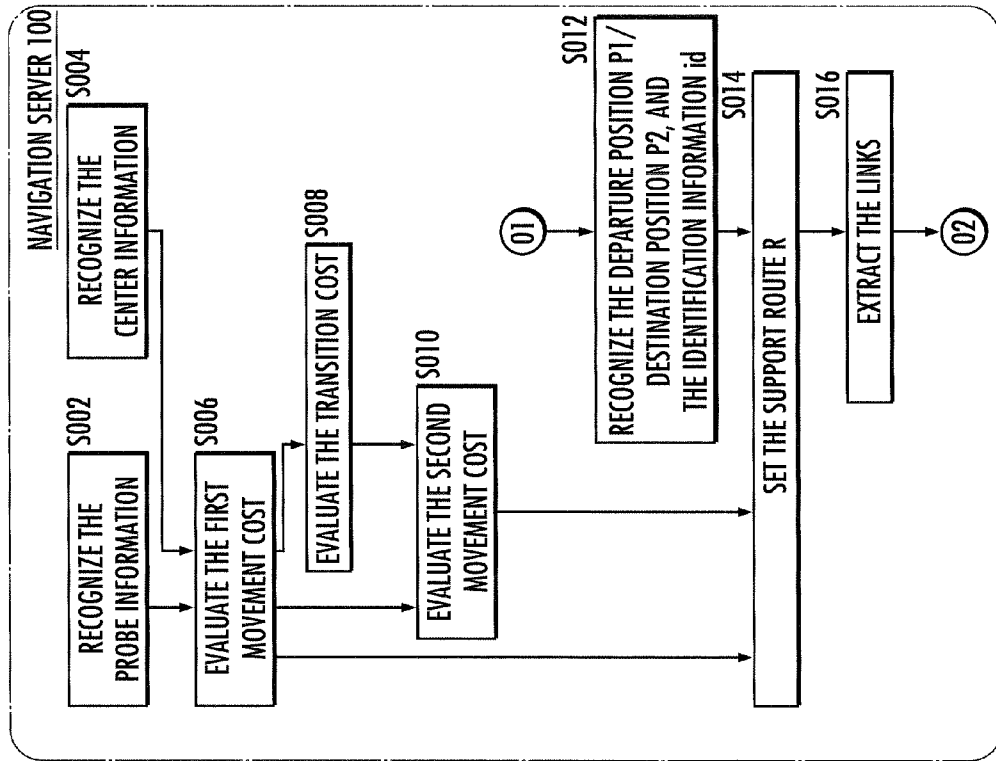 NAVIGATION SERVER 100
S002
RECOGNIZE THE
PROBE INFORMATION
S004
RECOGNIZE THE
CENTER INFORMATION
S006
EVALUATE THE FIRST
MOVEMENT COST
S008
EVALUATE THE TRANSITION COST
S010
EVALUATE THE SECOND
MOVEMENT COST
01
S012
RECOGNIZE THE DEPARTURE POSITION P1/
DESTINATION POSITION P2, AND
THE IDENTIFICATION INFORMATION id
S014
SET THE SUPPORT ROUTE R
S016
EXTRACT THE LINKS
02